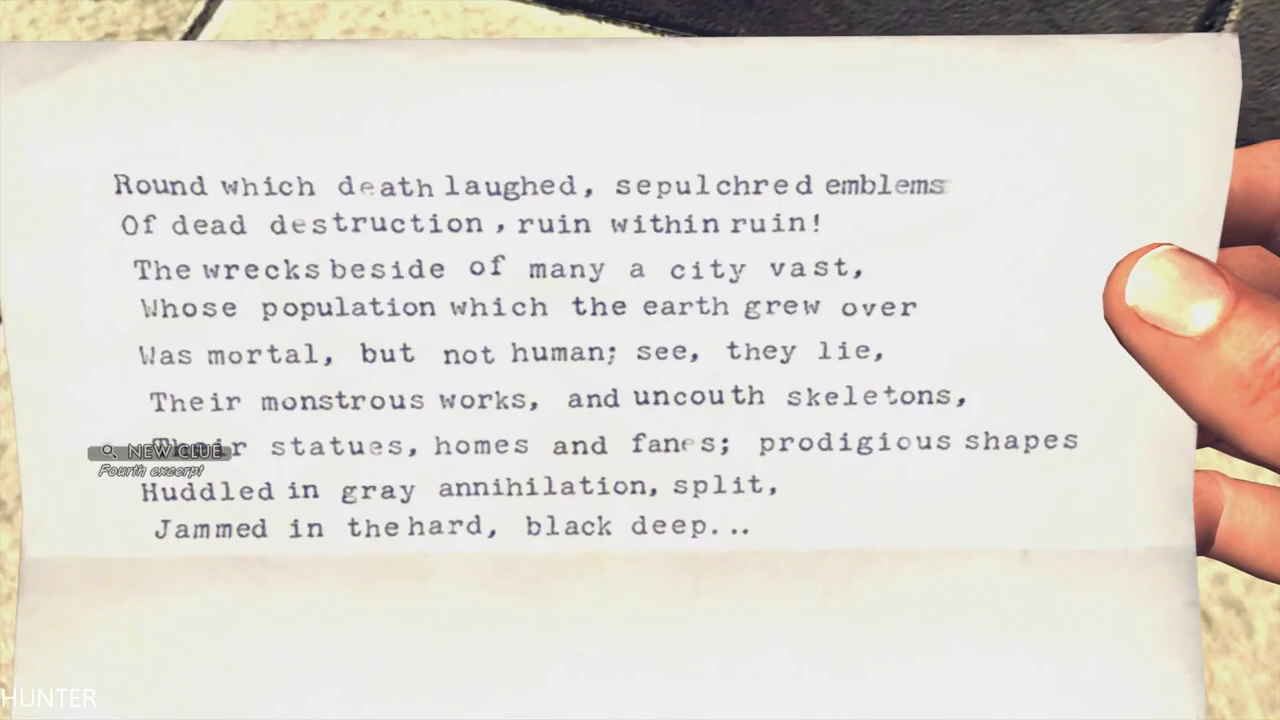 Round which death laughed, sepulchred emblems
Of dead destruction, ruin within ruin!
The wrecks beside of many a city vast,
Whose population which the earth grew over
Was mortal, but not human; see, they lie,
Their monstrous works, and uncouth skeletons,
Their statues, homes and fanes; prodigious shapes
NEW CLUE
Fourth excerpt
Huddled in gray annihilation, split,
Jammed in the hard, black deep...
HUNTER